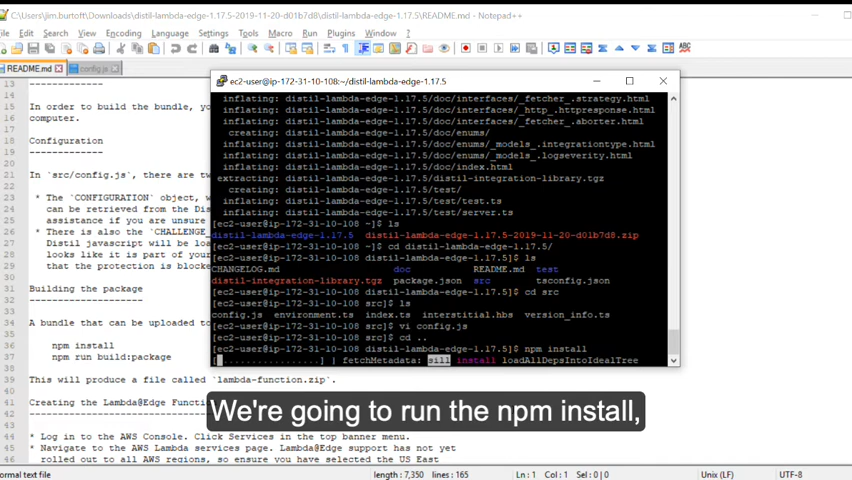 C:\Users\jim.burtoft\Downloads\distil-lambda-edge-1.17.5-2019-11-20-d01b7d8\distil-lambda-edge-1.17.5\README.md - Notepad++
File Edit Search View Encoding Language Settings Tools Macro Run Plugins Window ?
README.md config.js
13 -------------
14
15 In order to build the bundle, yo
16 computer.
17
18 Configuration
19 -------------
20
21 In `src/config.js`, there are tw
22
23 * The `CONFIGURATION` object, w
24 can be retrieved from the Dis
25 assistance if you are unsure
26 * There is also the `CHALLENGE_
27 Distil javascript will be loa
28 looks like it is part of your
29 that the protection is blocke
30
31 Building the package
32 --------------------
33
34 A bundle that can be uploaded to
35
36 npm install
37 npm run build:package
38
39 This will produce a file called `lambda-function.zip`.
40
41 Creating the Lambda@Edge Functi
42
43
44 * Log in to the AWS Console. Click Services in the top banner menu.
45 * Navigate to the AWS Lambda services page. Lambda@Edge support has not yet
46 rolled out to all AWS regions, so ensure you have selected the US East
ec2-user@ip-172-31-10-108:~/distil-lambda-edge-1.17.5
inflating: distil-lambda-edge-1.17.5/doc/interfaces/_fetcher_.strategy.html
inflating: distil-lambda-edge-1.17.5/doc/interfaces/_http_.httpresponse.html
inflating: distil-lambda-edge-1.17.5/doc/interfaces/_fetcher_.aborter.html
creating: distil-lambda-edge-1.17.5/doc/enums/
inflating: distil-lambda-edge-1.17.5/doc/enums/_models_.integrationtype.html
inflating: distil-lambda-edge-1.17.5/doc/enums/_models_.logseverity.html
inflating: distil-lambda-edge-1.17.5/doc/index.html
extracting: distil-lambda-edge-1.17.5/distil-integration-library.tgz
creating: distil-lambda-edge-1.17.5/test/
inflating: distil-lambda-edge-1.17.5/test/test.ts
inflating: distil-lambda-edge-1.17.5/test/server.ts
[ec2-user@ip-172-31-10-108 ~]$ ls
distil-lambda-edge-1.17.5 distil-lambda-edge-1.17.5-2019-11-20-d01b7d8.zip
[ec2-user@ip-172-31-10-108 ~]$ cd distil-lambda-edge-1.17.5/
[ec2-user@ip-172-31-10-108 distil-lambda-edge-1.17.5]$ ls
CHANGELOG.md doc README.md test
distil-integration-library.tgz package.json src tsconfig.json
[ec2-user@ip-172-31-10-108 distil-lambda-edge-1.17.5]$ cd src
[ec2-user@ip-172-31-10-108 src]$ ls
config.js environment.ts index.ts interstitial.hbs version_info.ts
[ec2-user@ip-172-31-10-108 src]$ vi config.js
[ec2-user@ip-172-31-10-108 src]$ cd ..
[ec2-user@ip-172-31-10-108 distil-lambda-edge-1.17.5]$ npm install
[ ..................] | fetchMetadata: sill install loadAllDepsIntoIdealTree
We're going to run the npm install,
ormal text file length : 7,350 lines : 165 Ln : 1 Col : 1 Sel : 0 | 0 Unix (LF) UTF-8